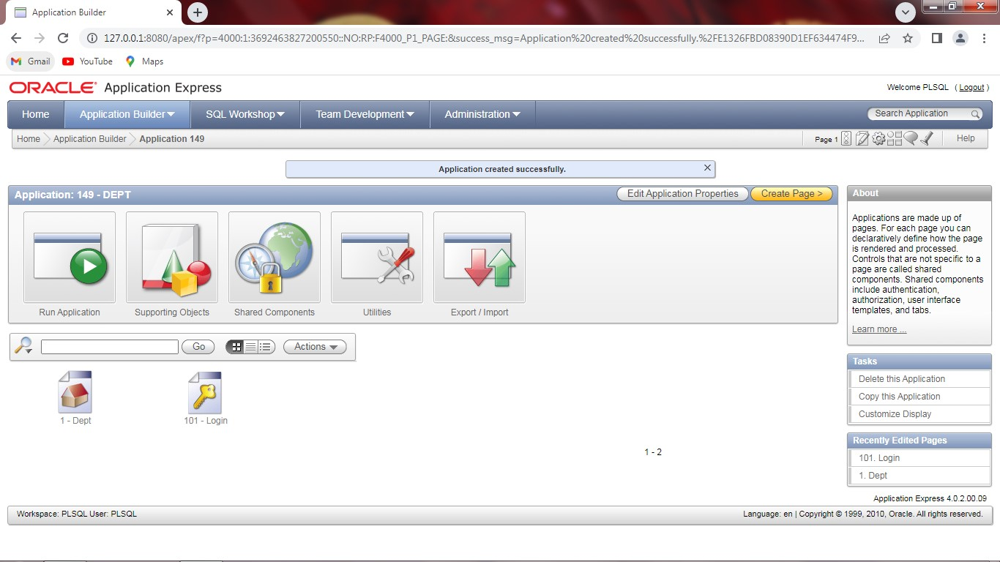 Application Builder
127.0.0.1:8080/apex/f?p=4000:1:3692463827200550::NO:RP:F4000_P1_PAGE:&success_msg=Application%20created%20successfully.%2FE1326FBD08390D1EF634474F9...
Gmail YouTube Maps
ORACLE Application Express
Welcome PLSQL ( Logout )
Home Application Builder SQL Workshop Team Development Administration Search Application
Home Application Builder Application 149 Page 1 Help
Application created successfully.
Application: 149 - DEPT Edit Application Properties Create Page >
Run Application Supporting Objects Shared Components Utilities Export / Import
Go Actions
1 - Dept 101 - Login
1 - 2
About
Applications are made up of
pages. For each page you can
declaratively define how the page
is rendered and processed.
Controls that are not specific to a
page are called shared
components. Shared components
include authentication,
authorization, user interface
templates, and tabs.
Learn more ...
Tasks
Delete this Application
Copy this Application
Customize Display
Recently Edited Pages
101. Login
1. Dept
Application Express 4.0.2.00.09
Workspace: PLSQL User: PLSQL Language: en | Copyright © 1999, 2010, Oracle. All rights reserved.